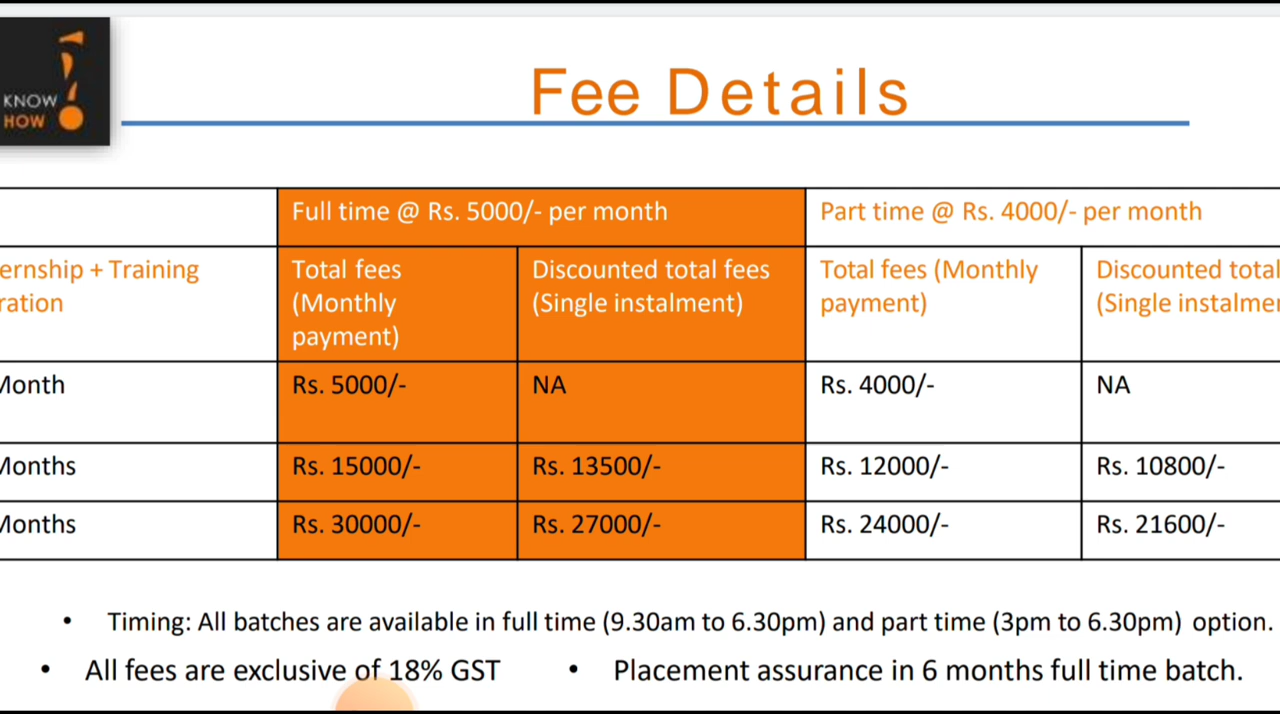 KNOW
HOW
Fee Details
Full time @ Rs. 5000/- per month
Part time @ Rs. 4000/- per month
ernship + Training
ration
Total fees
(Monthly
payment)
Discounted total fees
(Single instalment)
Total fees (Monthly
payment)
Discounted total
(Single instalme
Month
Rs. 5000/-
NA
Rs. 4000/-
NA
Months
Rs. 15000/-
Rs. 13500/-
Rs. 12000/-
Rs. 10800/-
Months
Rs. 30000/-
Rs. 27000/-
Rs. 24000/-
Rs. 21600/-
• Timing: All batches are available in full time (9.30am to 6.30pm) and part time (3pm to 6.30pm) option.
• All fees are exclusive of 18% GST
• Placement assurance in 6 months full time batch.